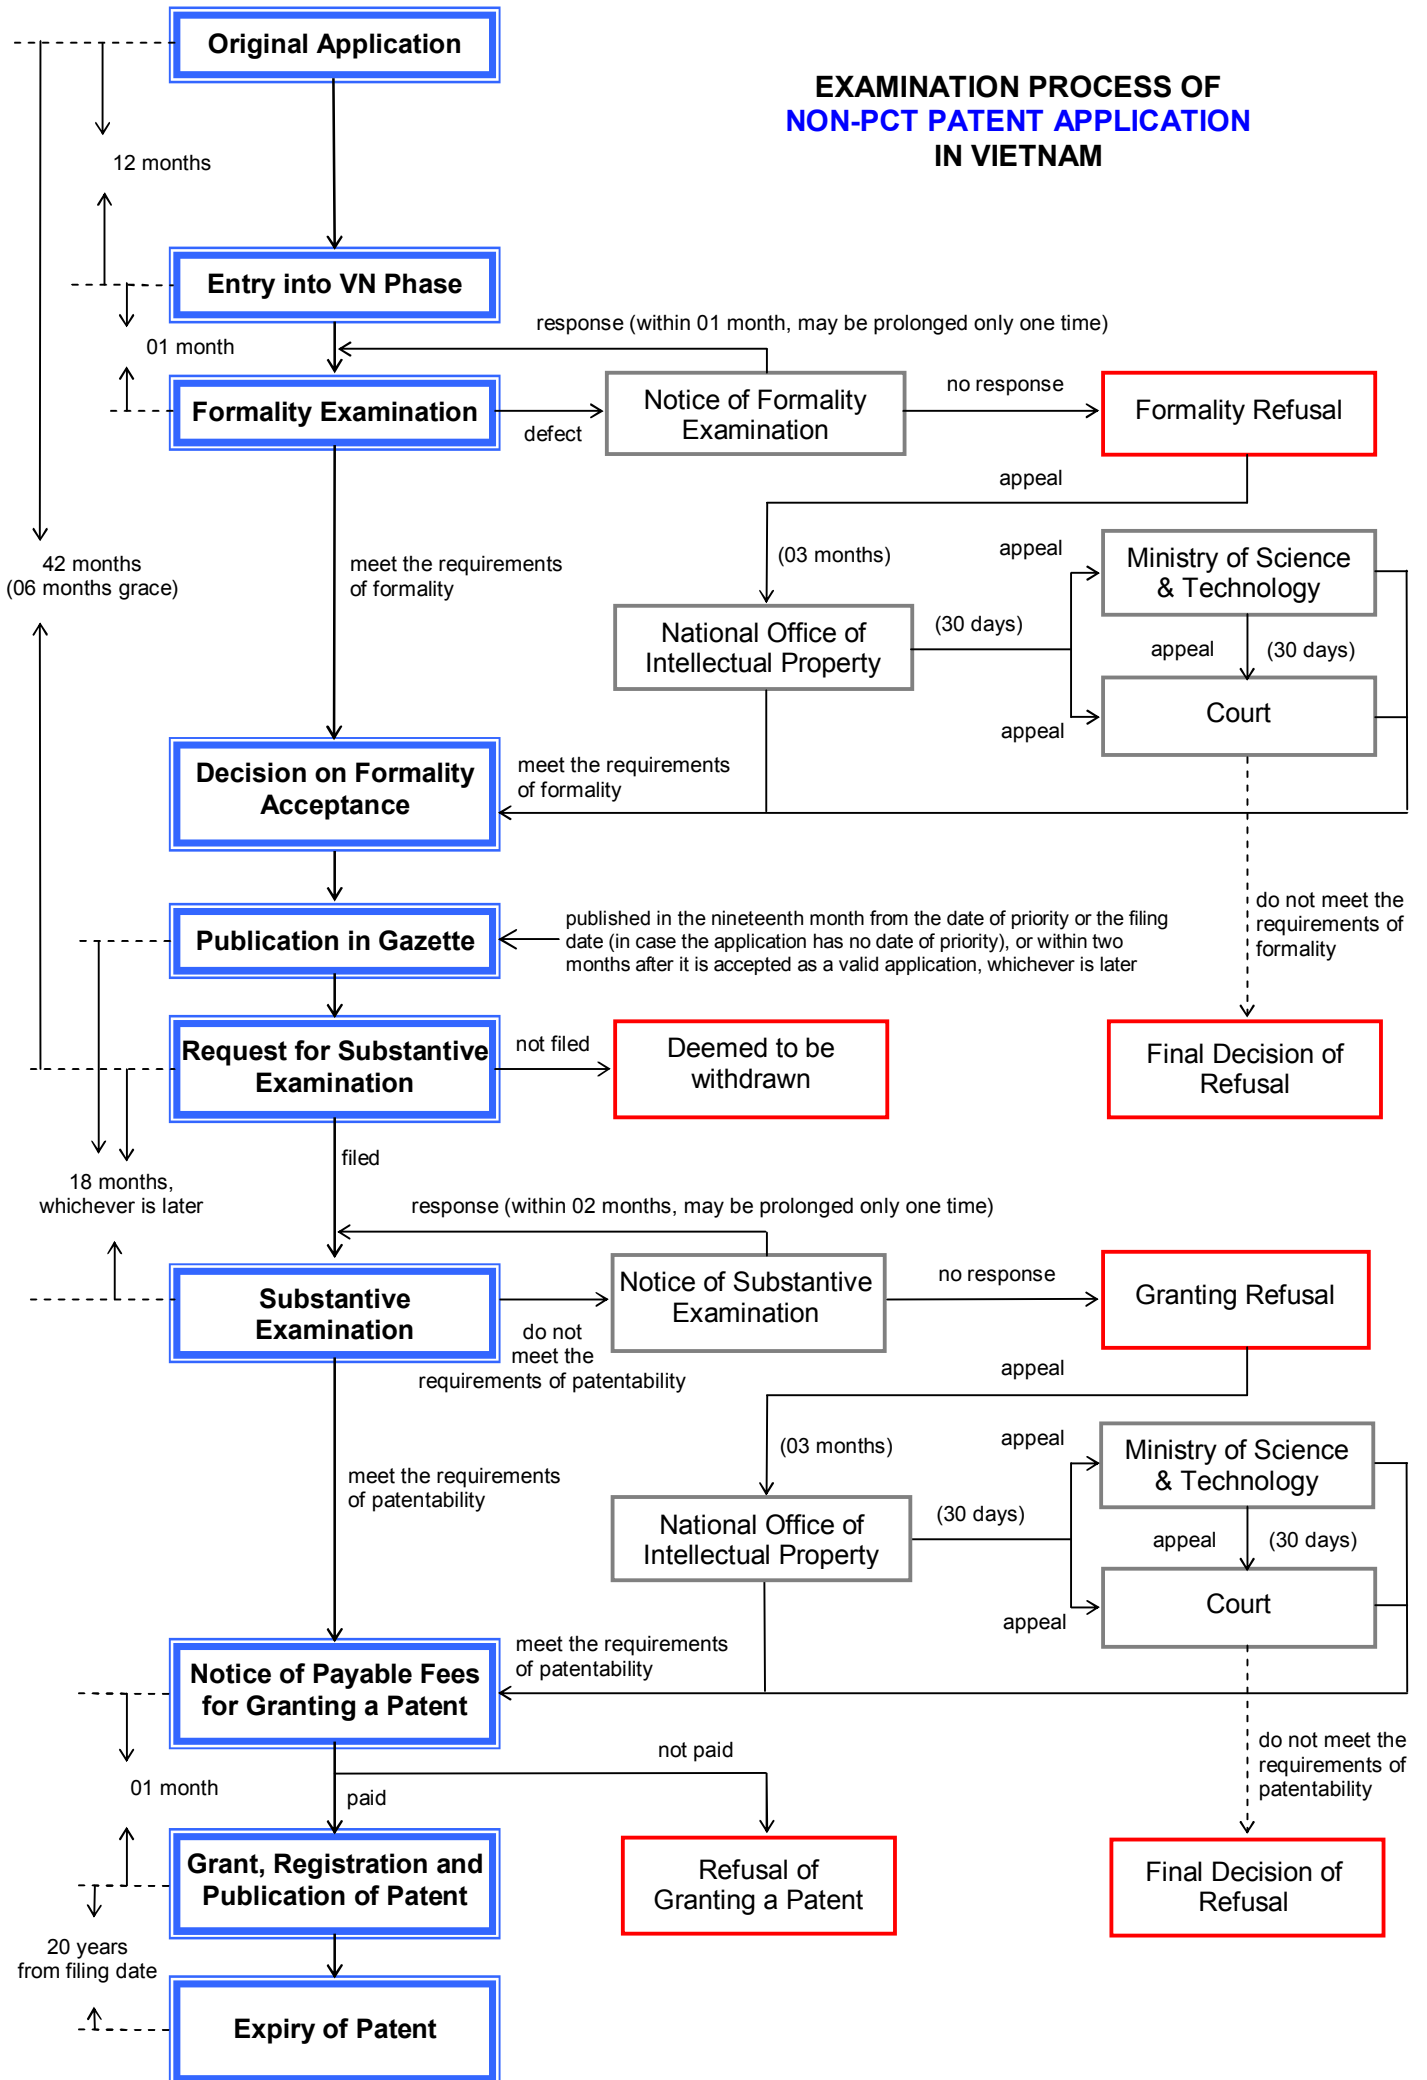 Original Application
EXAMINATION PROCESS OF
NON-PCT PATENT APPLICATION
IN VIETNAM
12 months
Entry into VN Phase
response (within 01 month, may be prolonged only one time)
01 month
Formality Examination
defect
Notice of Formality
Examination
no response
Formality Refusal
appeal
42 months
(06 months grace)
meet the requirements
of formality
(03 months)
appeal
Ministry of Science
& Technology
National Office of
Intellectual Property
(30 days)
appeal
(30 days)
appeal
Court
Decision on Formality
Acceptance
meet the requirements
of formality
do not meet the
requirements of
formality
Publication in Gazette
published in the nineteenth month from the date of priority or the filing
date (in case the application has no date of priority), or within two
months after it is accepted as a valid application, whichever is later
Request for Substantive
Examination
not filed
Deemed to be
withdrawn
Final Decision of
Refusal
filed
18 months,
whichever is later
response (within 02 months, may be prolonged only one time)
Substantive
Examination
do not
meet the
requirements of patentability
Notice of Substantive
Examination
no response
Granting Refusal
appeal
meet the requirements
of patentability
(03 months)
appeal
Ministry of Science
& Technology
National Office of
Intellectual Property
(30 days)
appeal
(30 days)
appeal
Court
Notice of Payable Fees
for Granting a Patent
meet the requirements
of patentability
do not meet the
requirements of
patentability
not paid
01 month
paid
Grant, Registration and
Publication of Patent
Refusal of
Granting a Patent
Final Decision of
Refusal
20 years
from filing date
Expiry of Patent